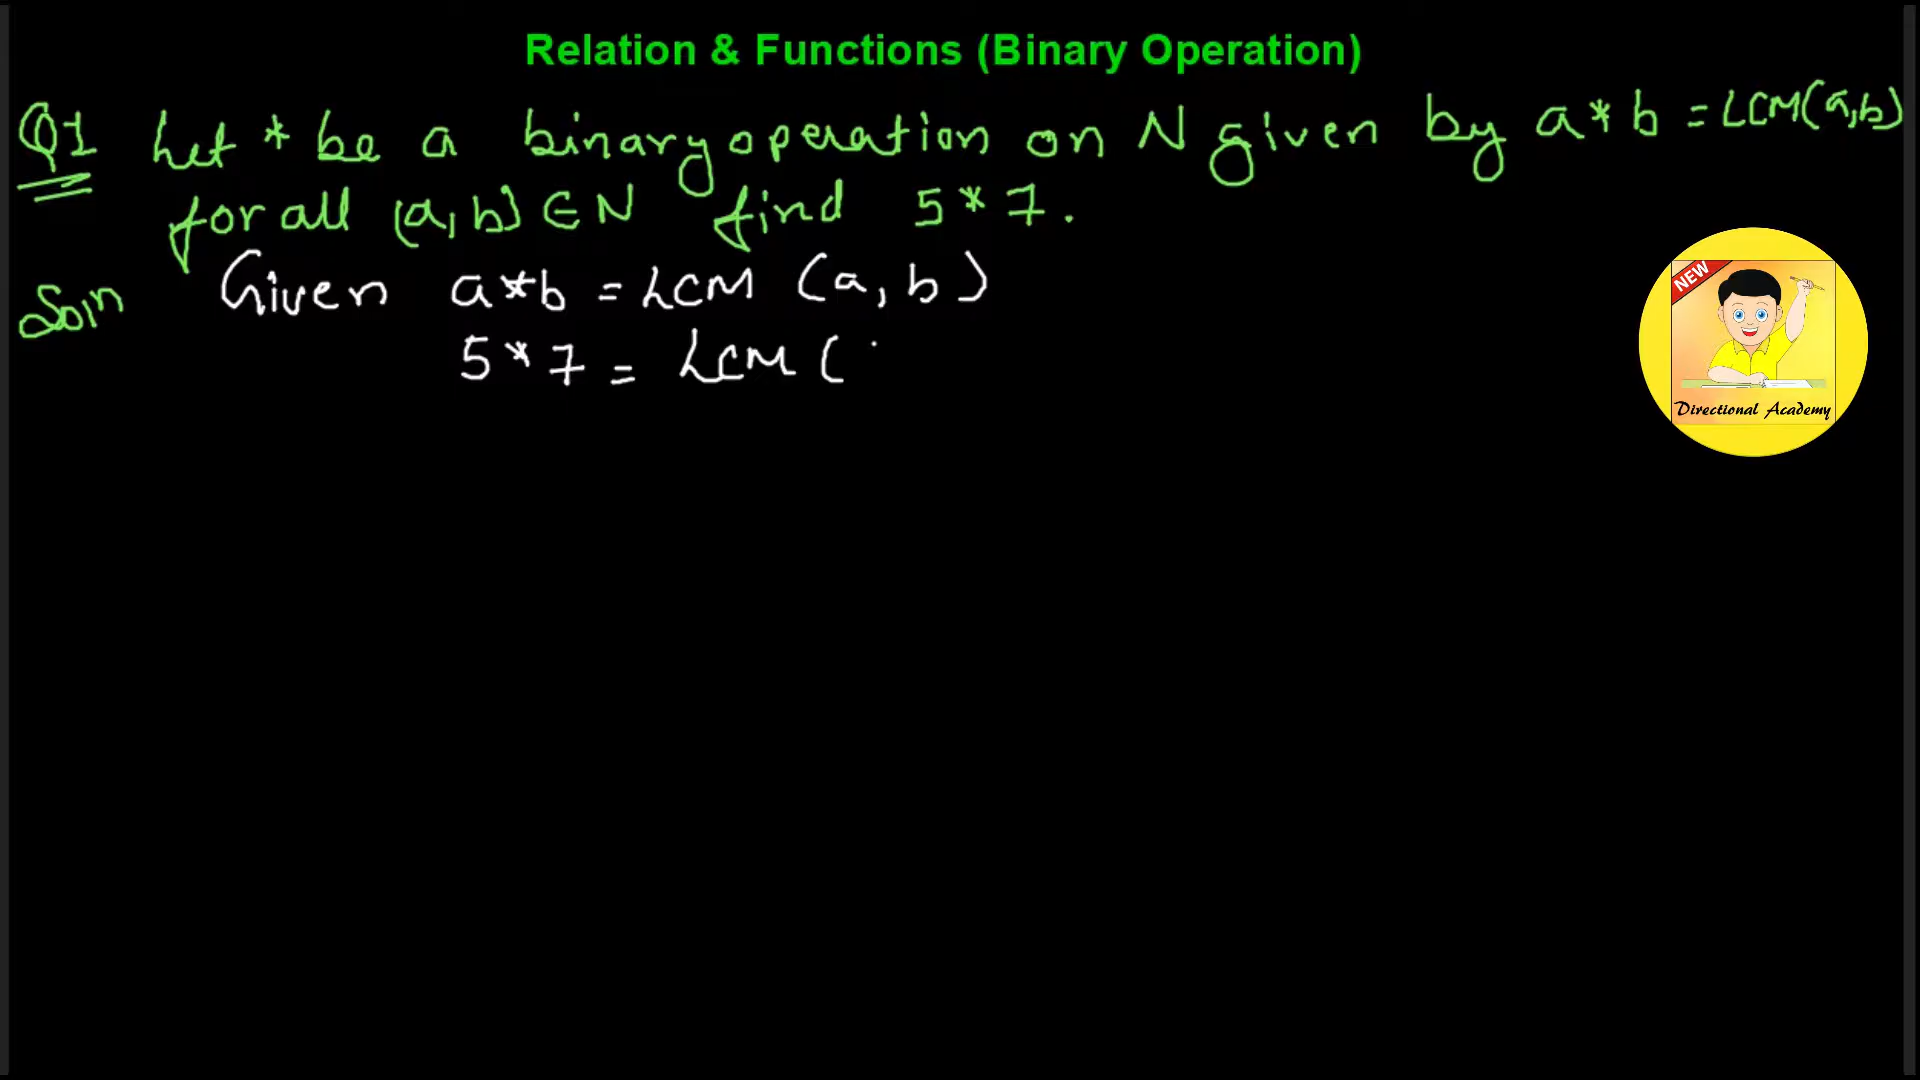 Relation & Functions (Binary Operation)
Q1 Let * be a binary operation on N given by a * b = LCM(a,b)
for all (a,b) ∈ N find 5 * 7.
Soln Given a*b = LCM (a, b)
5 * 7 = LCM (
NEW
Directional Academy